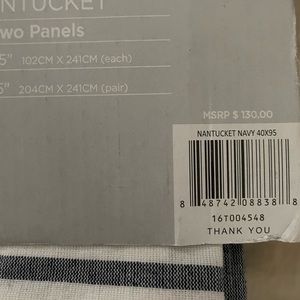 NTUCKET
wo Panels
5" 102CM X 241CM (each)
5" 204CM X 241CM (pair)
MSRP $ 130.00
NANTUCKET NAVY 40X95
8 48742 08838 8
16T004548
THANK YOU